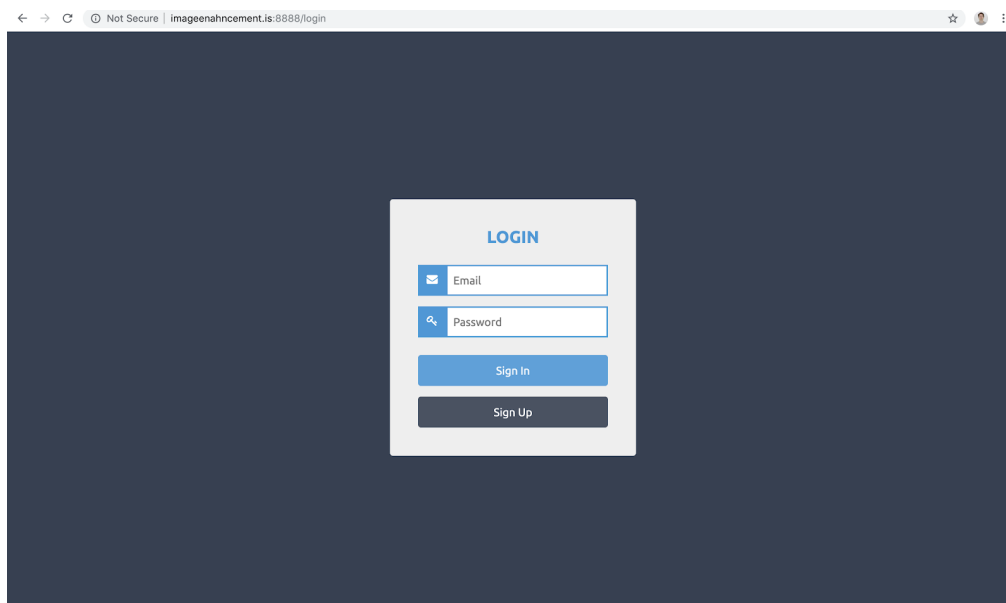 Not Secure | imageenahncement.is:8888/login
LOGIN
Email
Password
Sign In
Sign Up